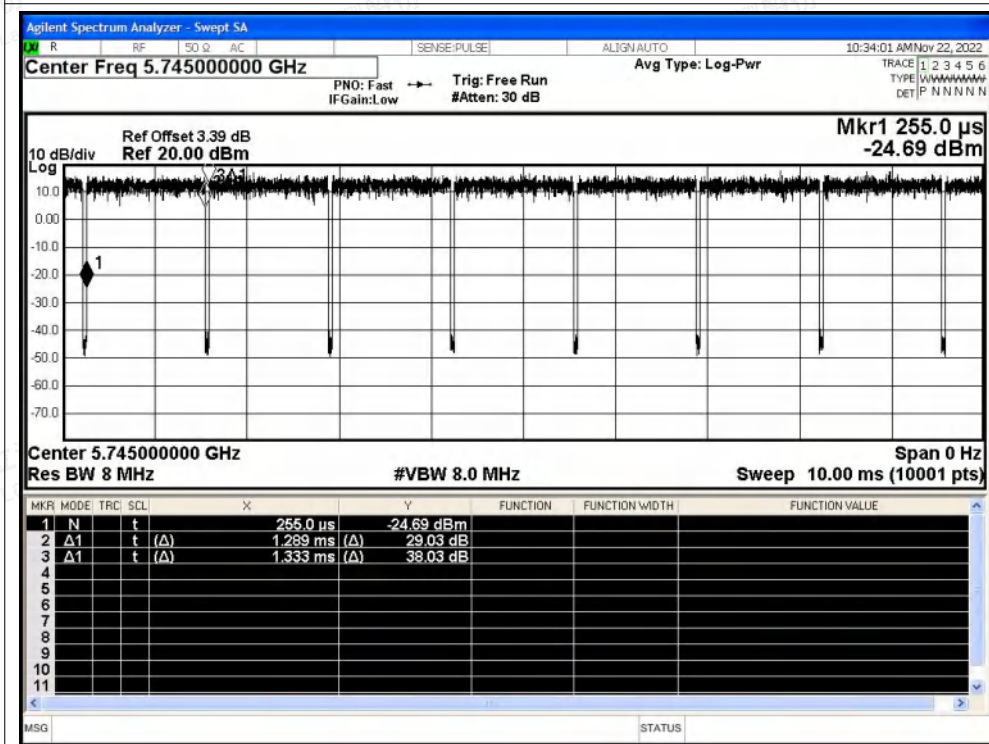 Agilent Spectrum Analyzer - Swept SA
R RF 50 Ω AC SENSE:PULSE ALIGN AUTO 10:34:01 AM Nov 22, 2022
Center Freq 5.745000000 GHz Avg Type: Log-Pwr TRACE 1 2 3 4 5 6
PNO: Fast Trig: Free Run TYPE WWWWWW
IFGain:Low #Atten: 30 dB DET P N N N N N
Mkr1 255.0 µs
Ref Offset 3.39 dB
10 dB/div Ref 20.00 dBm -24.69 dBm
Log
3Δ1
10.0
0.00
-10.0
1
-20.0
-30.0
-40.0
-50.0
-60.0
-70.0
Center 5.745000000 GHz Span 0 Hz
Res BW 8 MHz #VBW 8.0 MHz Sweep 10.00 ms (10001 pts)
MKR MODE TRC SCL X Y FUNCTION FUNCTION WIDTH FUNCTION VALUE
1 N t 255.0 µs -24.69 dBm
2 Δ1 t (Δ) 1.289 ms (Δ) 29.03 dB
3 Δ1 t (Δ) 1.333 ms (Δ) 38.03 dB
4
5
6
7
8
9
10
11
MSG STATUS